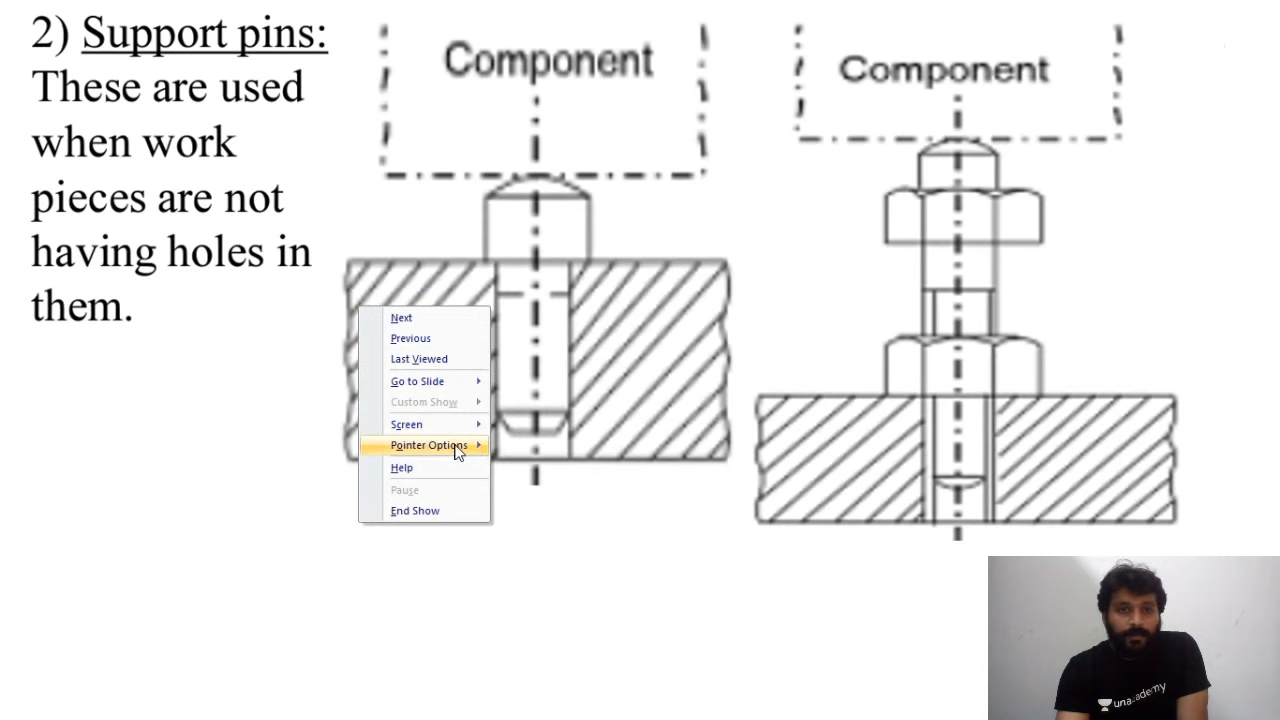 2) Support pins:
These are used
when work
pieces are not
having holes in
them.
Component
Component
Next
Previous
Last Viewed
Go to Slide
Custom Show
Screen
Pointer Options
Help
Pause
End Show
unacademy